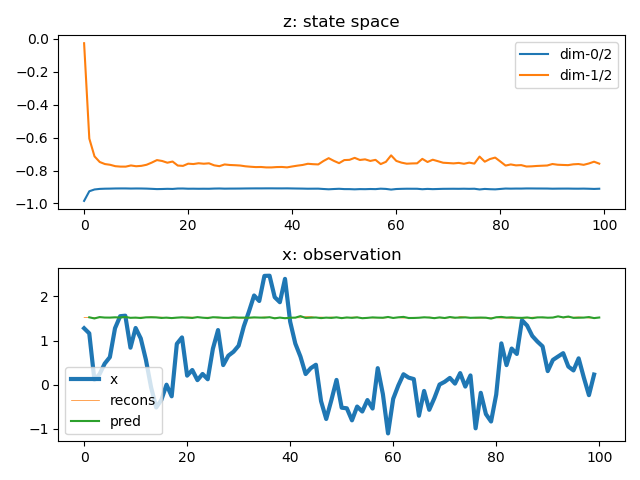 z: state space
0.0
−0.2
−0.4
−0.6
−0.8
−1.0
dim-0/2
dim-1/2
0 20 40 60 80 100
x: observation
2
1
0
−1
x
recons
pred
0 20 40 60 80 100